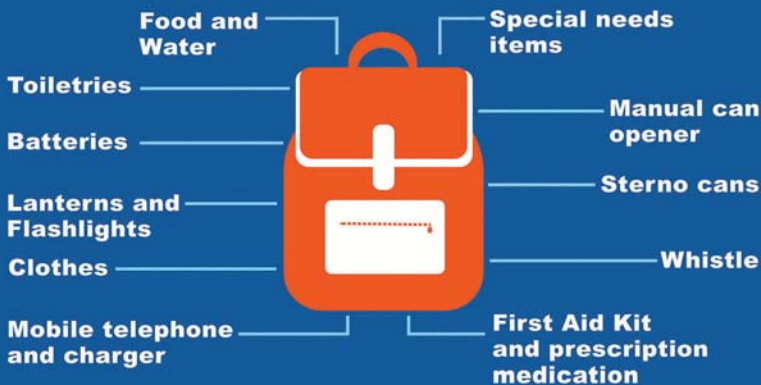 Food and
Water
Special needs
items
Toiletries
Manual can
opener
Batteries
Sterno cans
Lanterns and
Flashlights
Whistle
Clothes
Mobile telephone
and charger
First Aid Kit
and prescription
medication